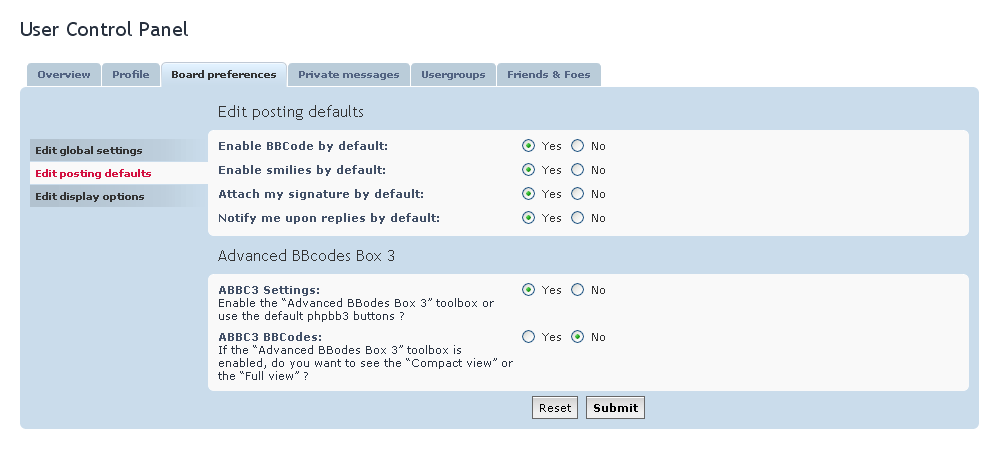 User Control Panel
Overview Profile Board preferences Private messages Usergroups Friends & Foes
Edit posting defaults
Edit global settings
Edit posting defaults
Edit display options
Enable BBCode by default: Yes No
Enable smilies by default: Yes No
Attach my signature by default: Yes No
Notify me upon replies by default: Yes No
Advanced BBcodes Box 3
ABBC3 Settings: Yes No
Enable the “Advanced BBodes Box 3” toolbox or
use the default phpbb3 buttons ?
ABBC3 BBCodes: Yes No
If the “Advanced BBodes Box 3” toolbox is
enabled, do you want to see the “Compact view” or
the “Full view” ?
Reset Submit